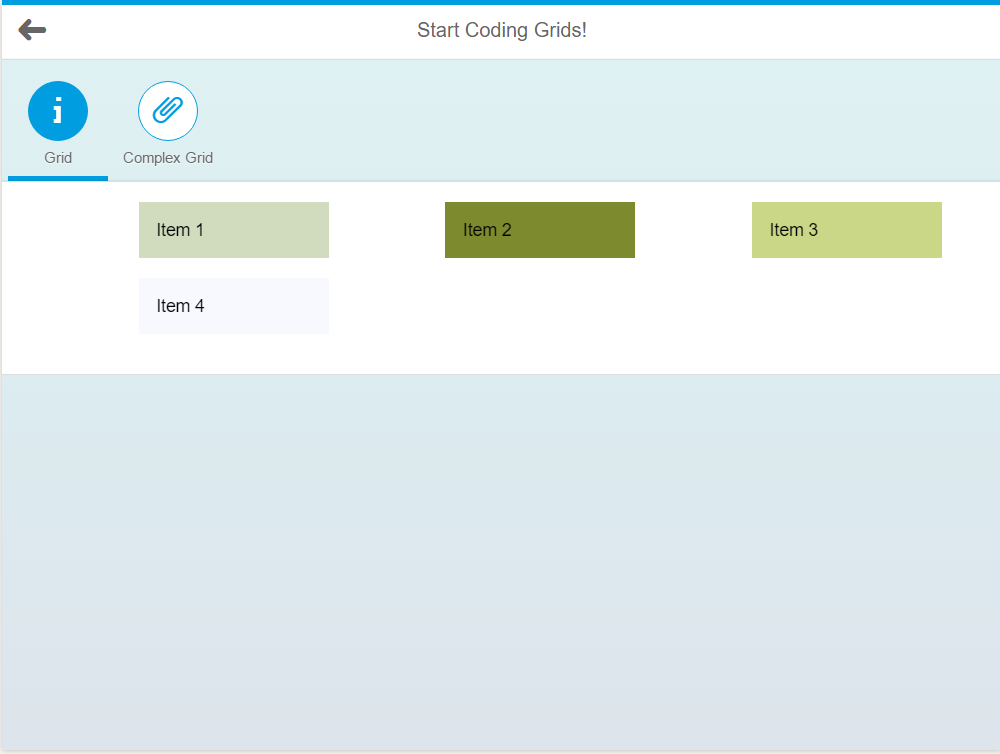 Start Coding Grids!
Grid
Complex Grid
Item 1
Item 2
Item 3
Item 4